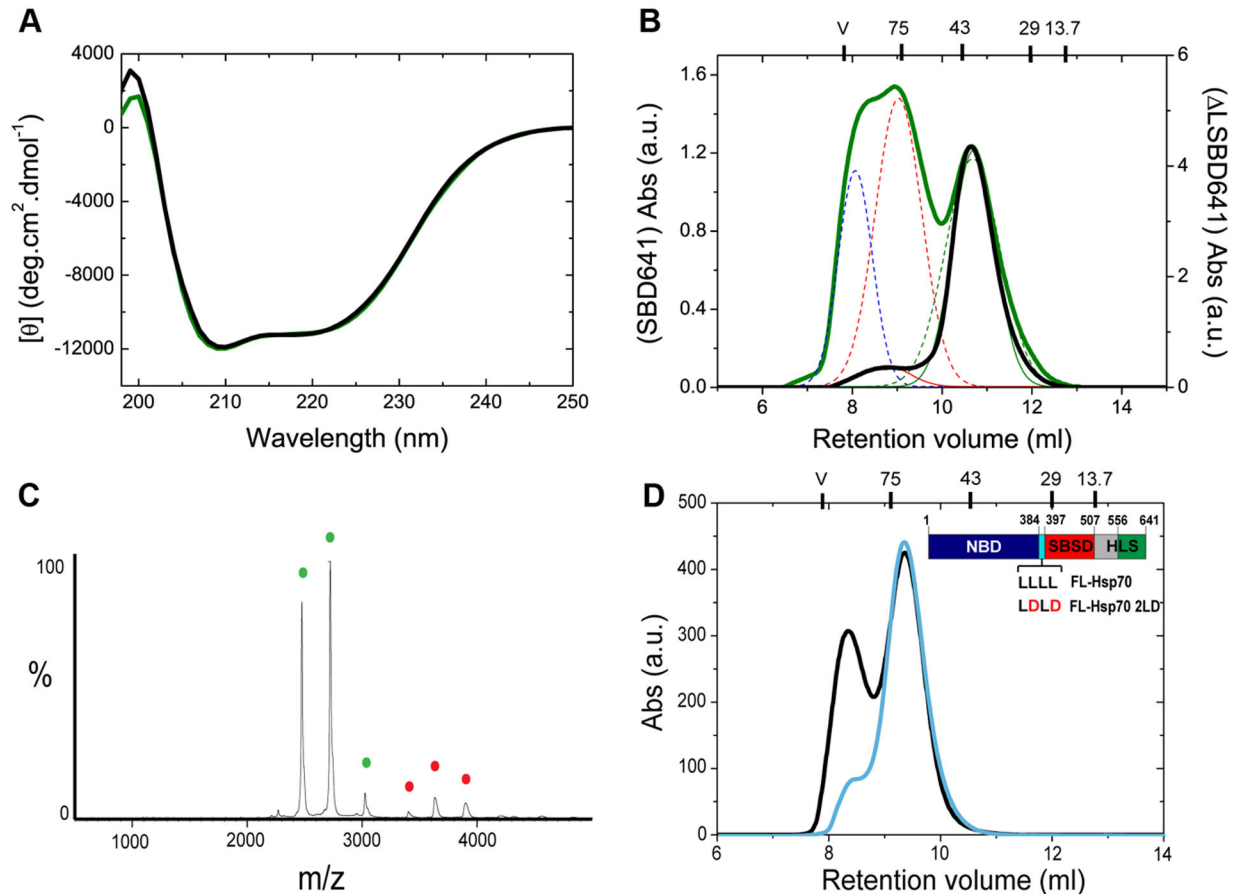 A
4000
0
-4000
-8000
-12000
[θ] (deg.cm².dmol⁻¹)
200 210 220 230 240 250
Wavelength (nm)
B
V 75 43 29 13.7
1.6
1.2
0.8
0.4
0.0
(SBD641) Abs (a.u.)
6
4
2
0
(ΔLSBD641) Abs (a.u.)
6 8 10 12 14
Retention volume (ml)
C
100
%
0
1000 2000 3000 4000
m/z
D
V 75 43 29 13.7
500
400
300
200
100
0
Abs (a.u.)
1 384 397 507 556 641
NBD SBSD HLS
LLLL FL-Hsp70
LDLD FL-Hsp70 2LD
6 8 10 12 14
Retention volume (ml)